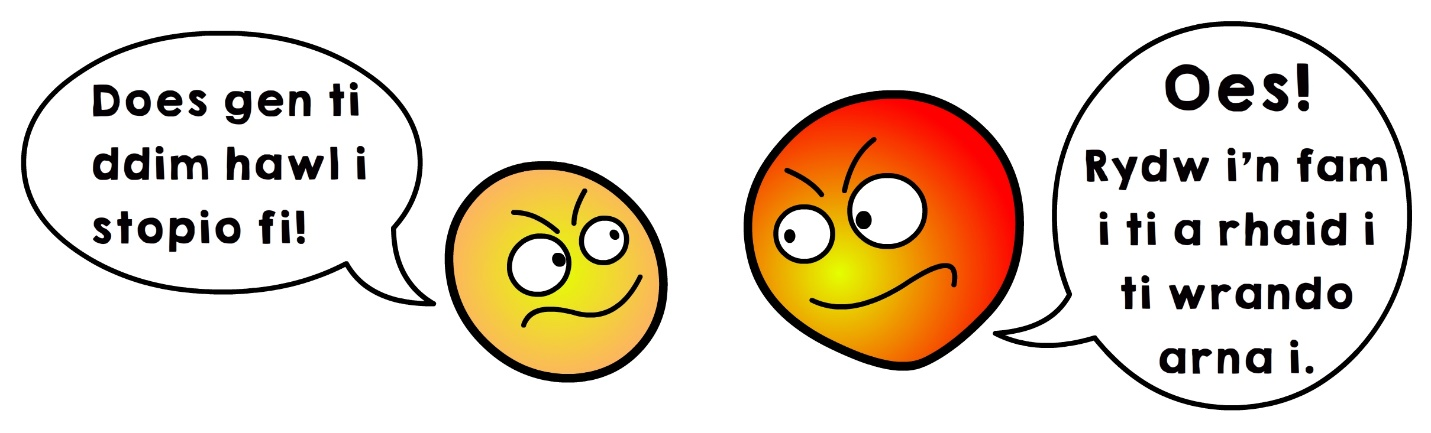 Does gen ti
ddim hawl i
stopio fi!
Oes!
Rydw i'n fam
i ti a rhaid i
ti wrando
arna i.